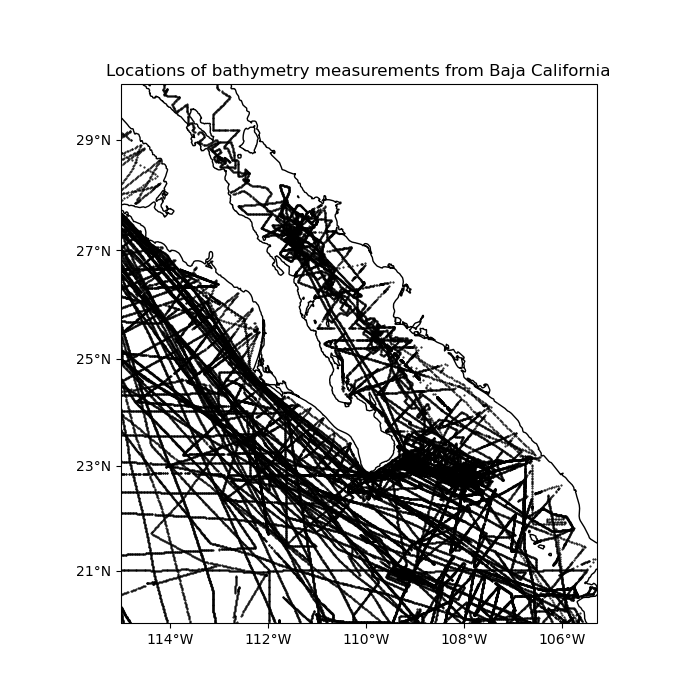 Locations of bathymetry measurements from Baja California
29°N
27°N
25°N
23°N
21°N
114°W 112°W 110°W 108°W 106°W